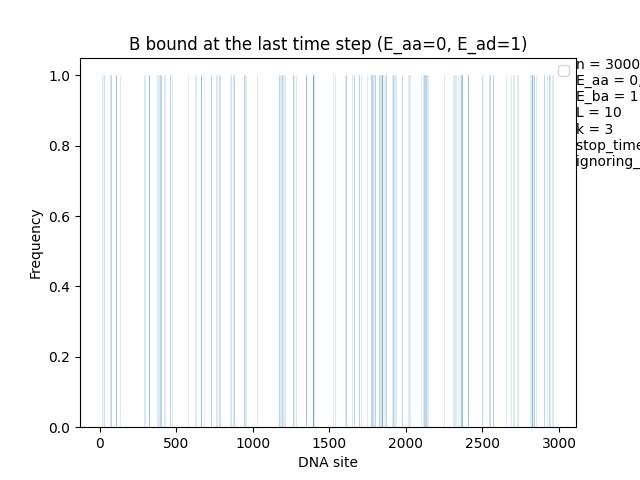 B bound at the last time step (E_aa=0, E_ad=1)
n = 3000
E_aa = 0,
E_ba = 1
L = 10
k = 3
stop_time
ignoring_
1.0
0.8
0.6
0.4
0.2
0.0
Frequency
0 500 1000 1500 2000 2500 3000
DNA site